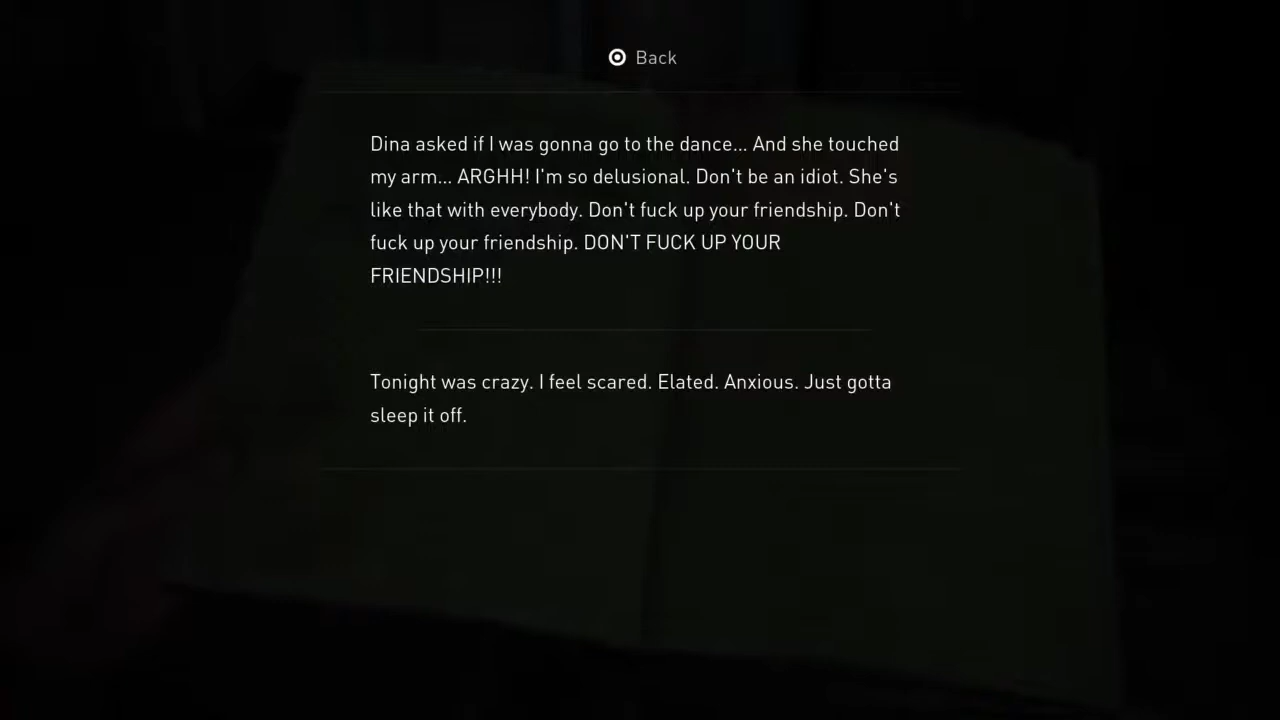 Back
Dina asked if I was gonna go to the dance... And she touched
my arm... ARGHH! I'm so delusional. Don't be an idiot. She's
like that with everybody. Don't fuck up your friendship. Don't
fuck up your friendship. DON'T FUCK UP YOUR
FRIENDSHIP!!!
Tonight was crazy. I feel scared. Elated. Anxious. Just gotta
sleep it off.